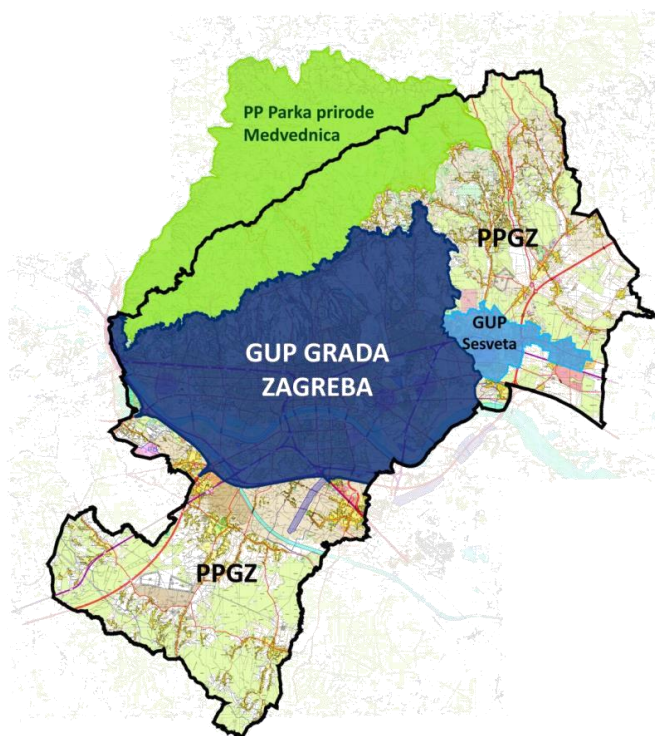 PP Parka prirode
Medvednica
PPGZ
GUP
Sesveta
GUP GRADA
ZAGREBA
PPGZ